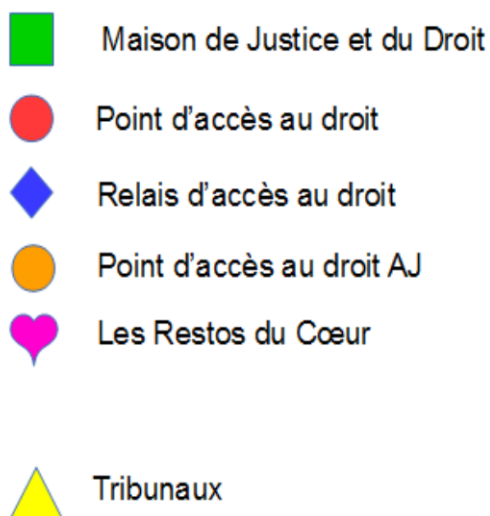 Maison de Justice et du Droit
Point d'accès au droit
Relais d'accès au droit
Point d'accès au droit AJ
Les Restos du Cœur
Tribunaux